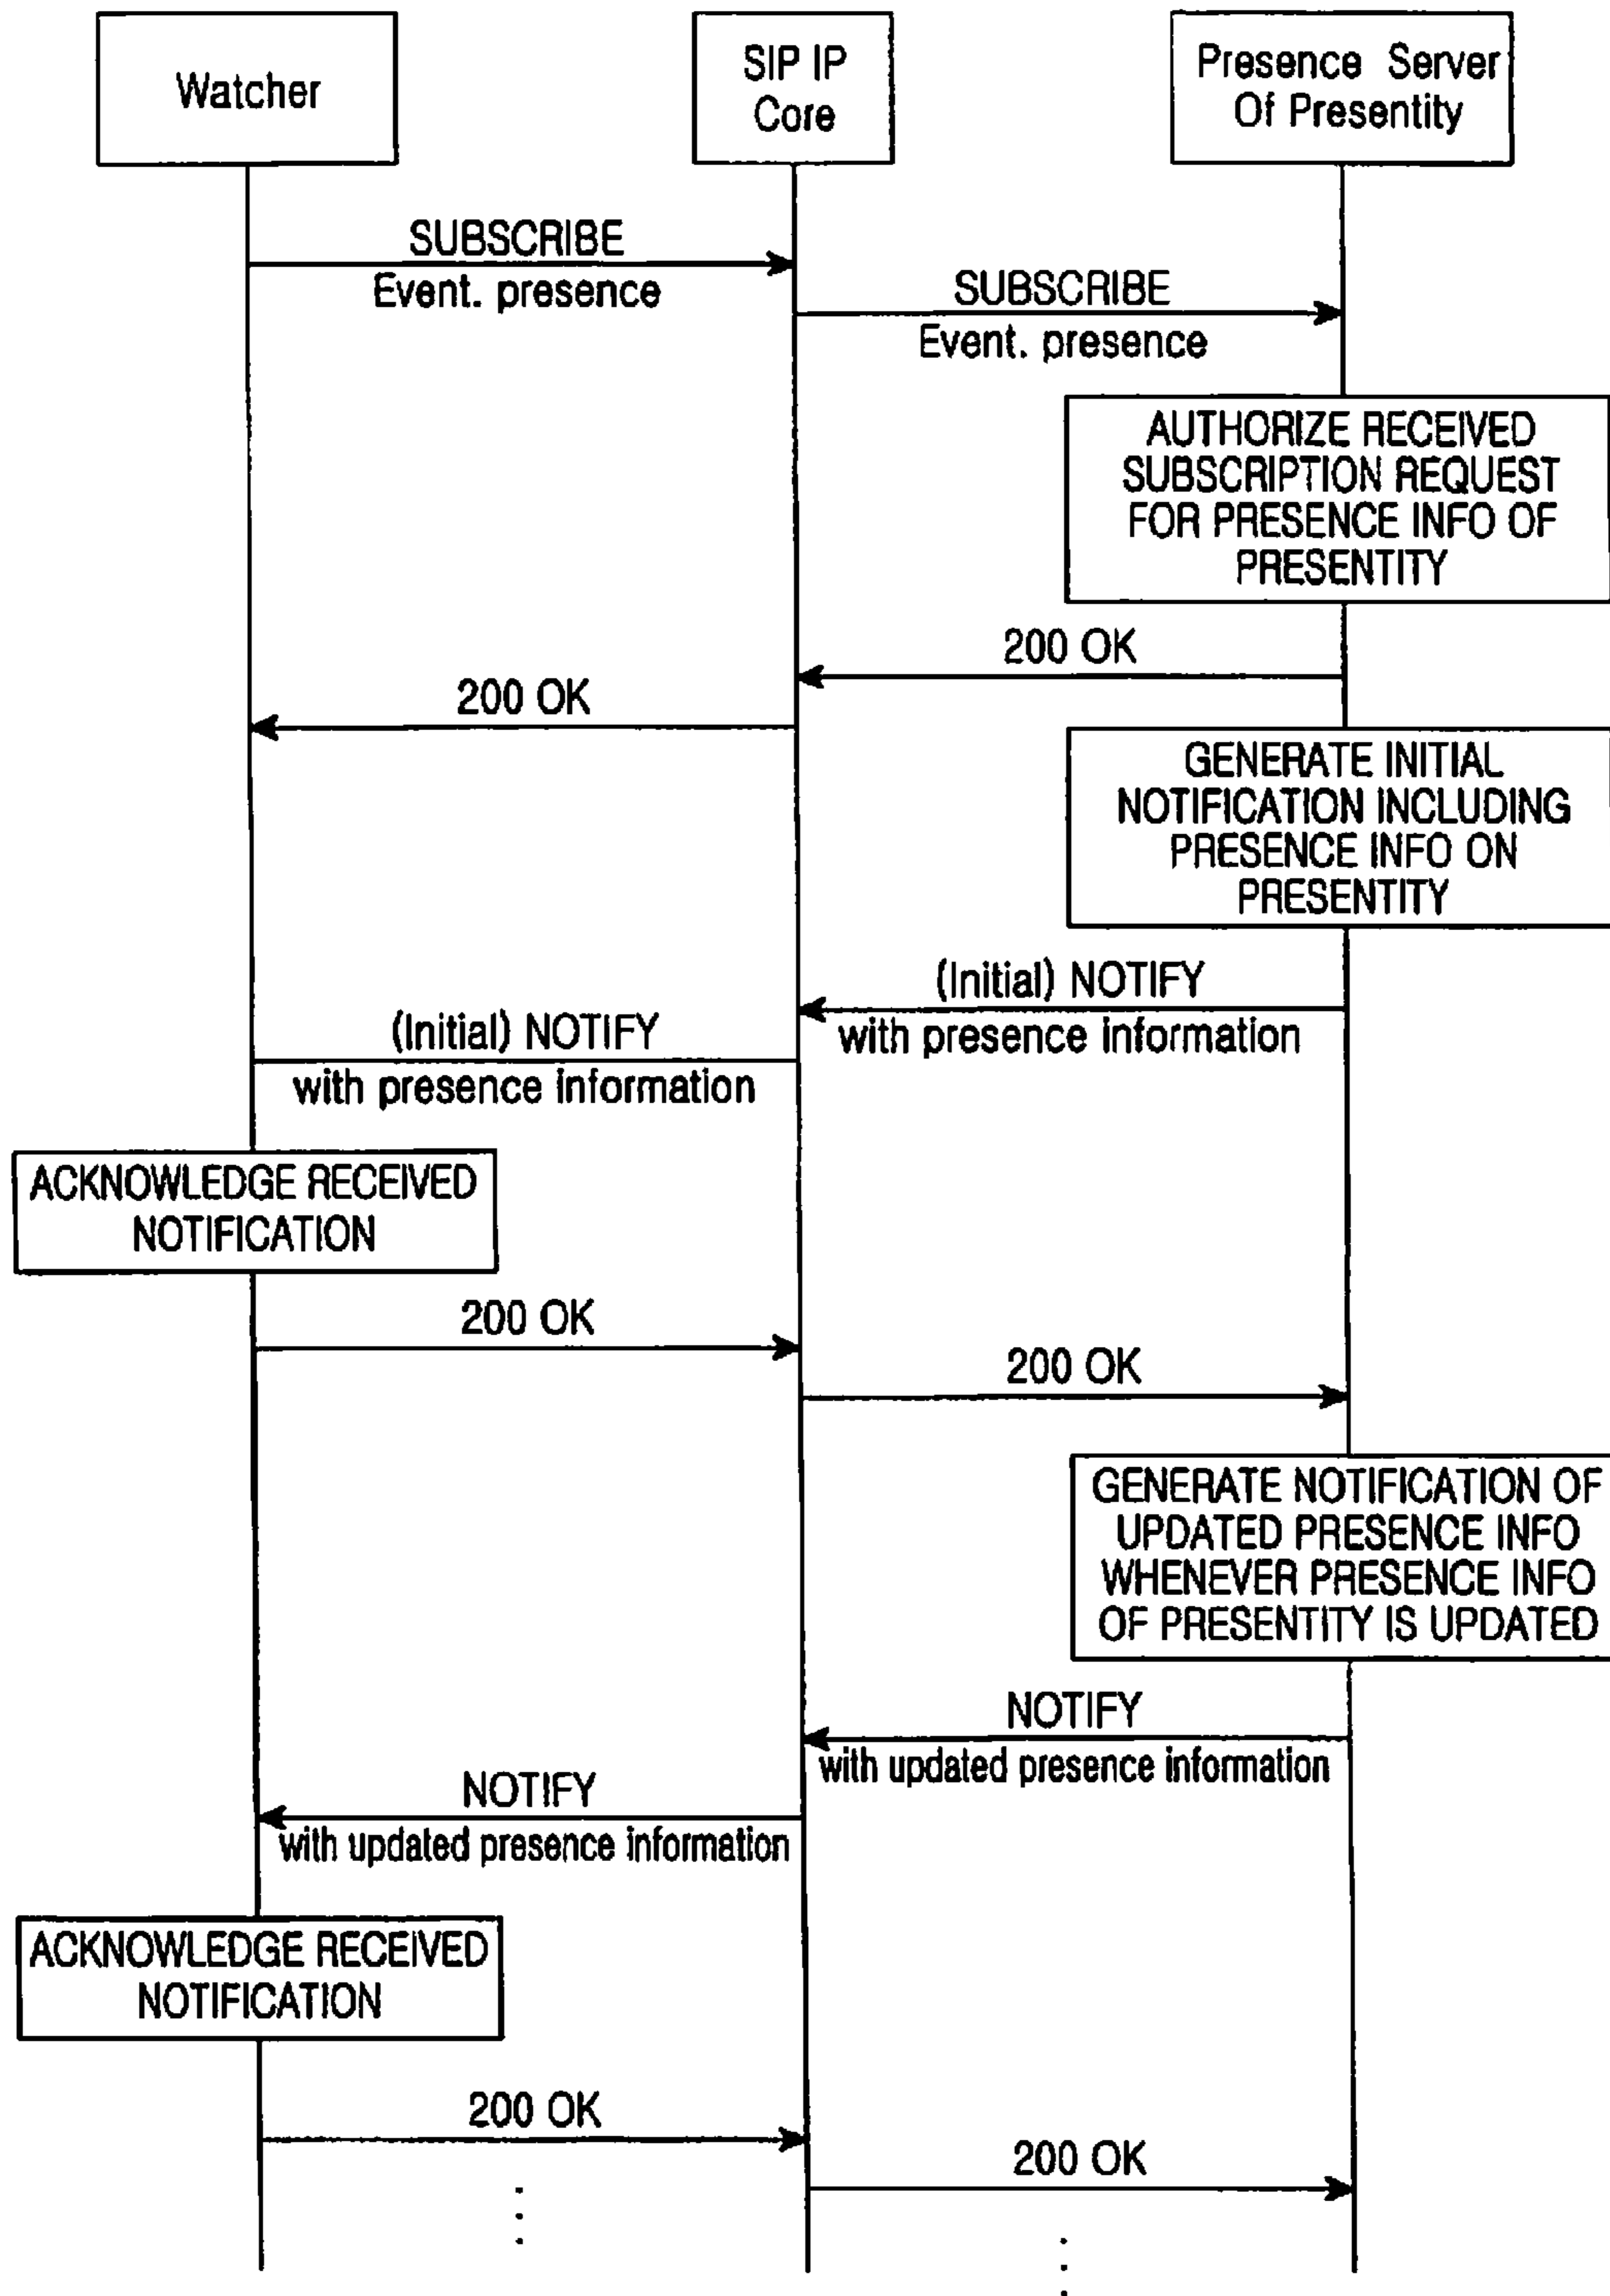 Watcher
SIP IP
Core
Presence Server
Of Presentity
SUBSCRIBE
Event. presence
SUBSCRIBE
Event. presence
AUTHORIZE RECEIVED
SUBSCRIPTION REQUEST
FOR PRESENCE INFO OF
PRESENTITY
200 OK
200 OK
GENERATE INITIAL
NOTIFICATION INCLUDING
PRESENCE INFO ON
PRESENTITY
(Initial) NOTIFY
with presence information
(Initial) NOTIFY
with presence information
ACKNOWLEDGE RECEIVED
NOTIFICATION
200 OK
200 OK
GENERATE NOTIFICATION OF
UPDATED PRESENCE INFO
WHENEVER PRESENCE INFO
OF PRESENTITY IS UPDATED
NOTIFY
with updated presence information
NOTIFY
with updated presence information
ACKNOWLEDGE RECEIVED
NOTIFICATION
200 OK
200 OK